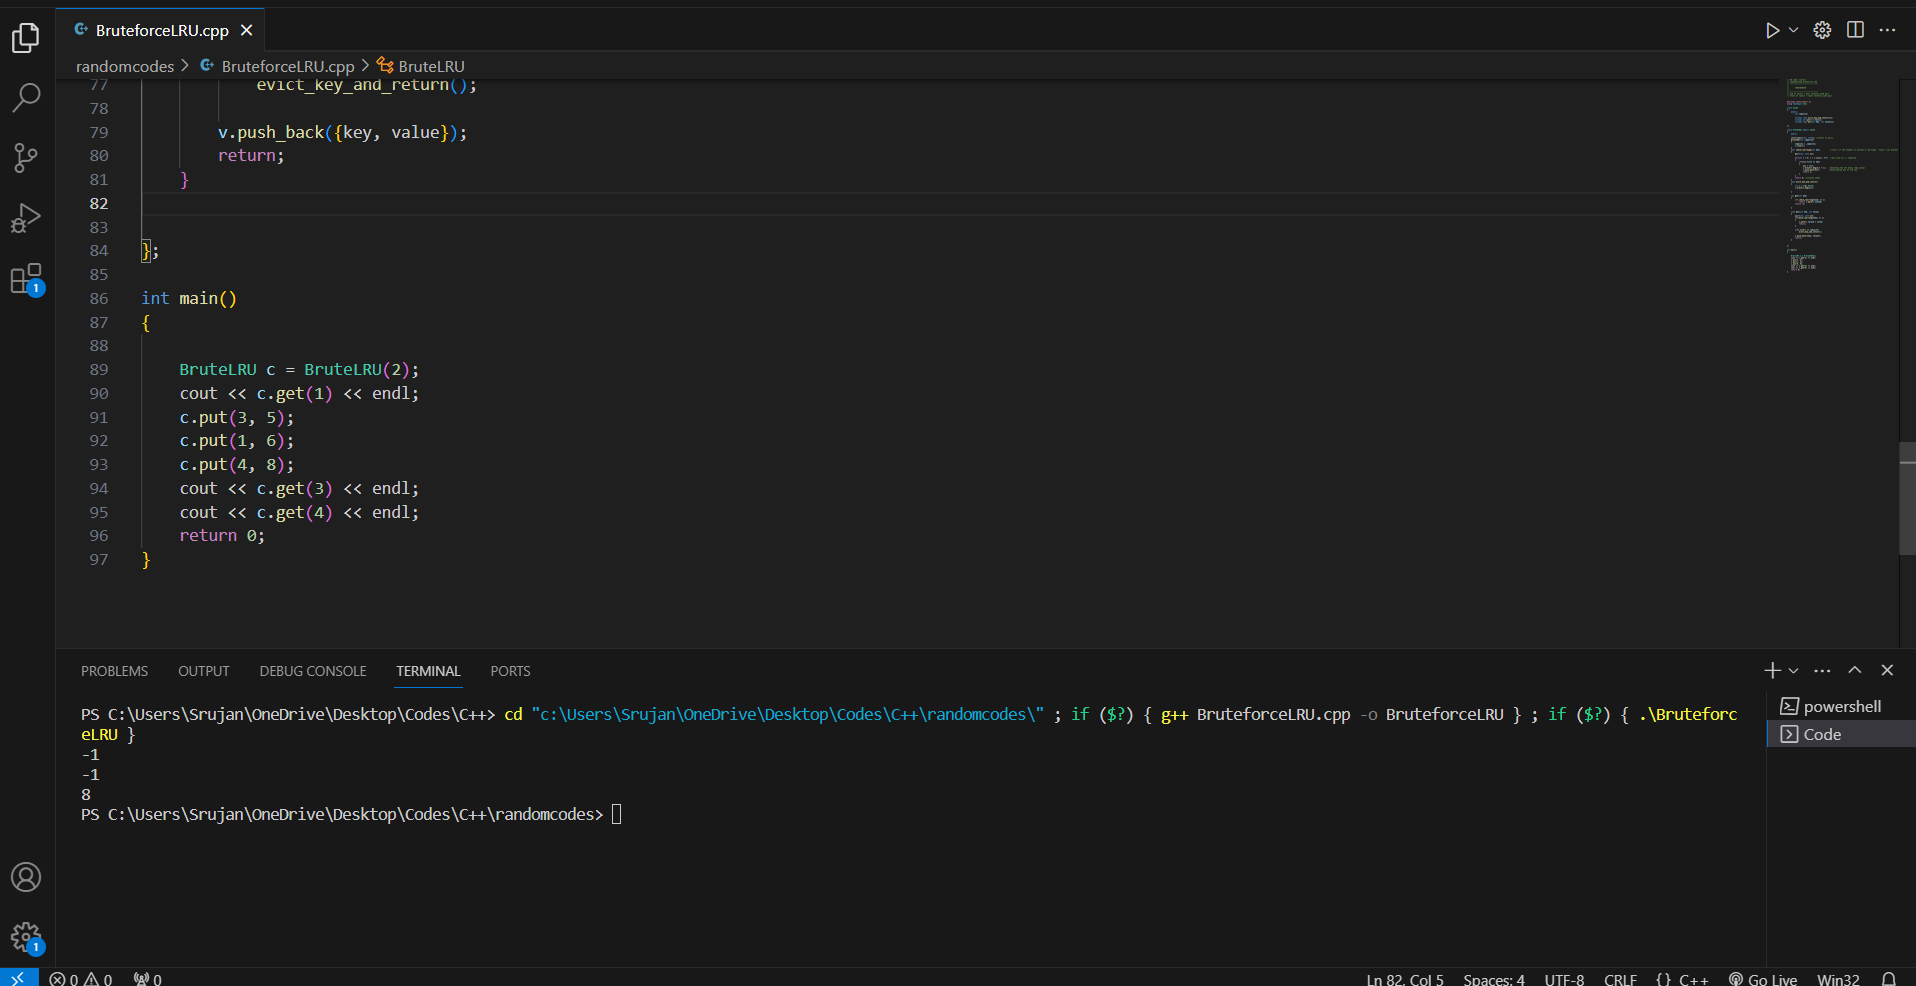 BruteforceLRU.cpp
randomcodes > BruteforceLRU.cpp > BruteLRU
77 evict_key_and_return();
78
79 v.push_back({key, value});
80 return;
81 }
82
83
84 };
85
86 int main()
87 {
88
89 BruteLRU c = BruteLRU(2);
90 cout << c.get(1) << endl;
91 c.put(3, 5);
92 c.put(1, 6);
93 c.put(4, 8);
94 cout << c.get(3) << endl;
95 cout << c.get(4) << endl;
96 return 0;
97 }
1
PROBLEMS OUTPUT DEBUG CONSOLE TERMINAL PORTS
PS C:\Users\Srujan\OneDrive\Desktop\Codes\C++> cd "c:\Users\Srujan\OneDrive\Desktop\Codes\C++\randomcodes\" ; if ($?) { g++ BruteforceLRU.cpp -o BruteforceLRU } ; if ($?) { .\Bruteforc
eLRU }
-1
-1
8
PS C:\Users\Srujan\OneDrive\Desktop\Codes\C++\randomcodes>
powershell
Code
1
0 0 0 Ln 82, Col 5 Spaces: 4 UTF-8 CRLF {} C++ Go Live Win32